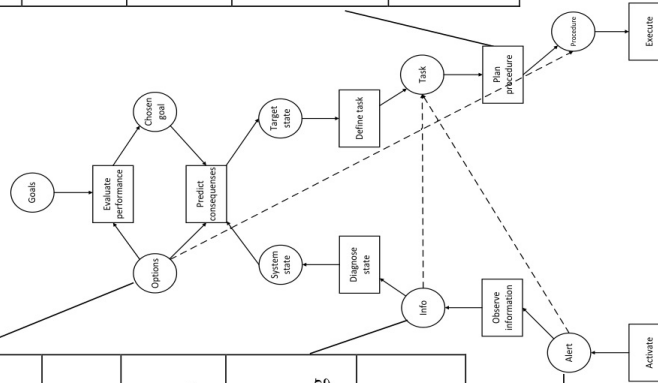 Goals
Evaluate
performance
Chosen
goal
Options
Predict
consequenses
Target
state
System
state
Define task
Diagnose
state
Task
Info
Plan
procedure
Observe
information
Procedure
Alert
Execute
Activate